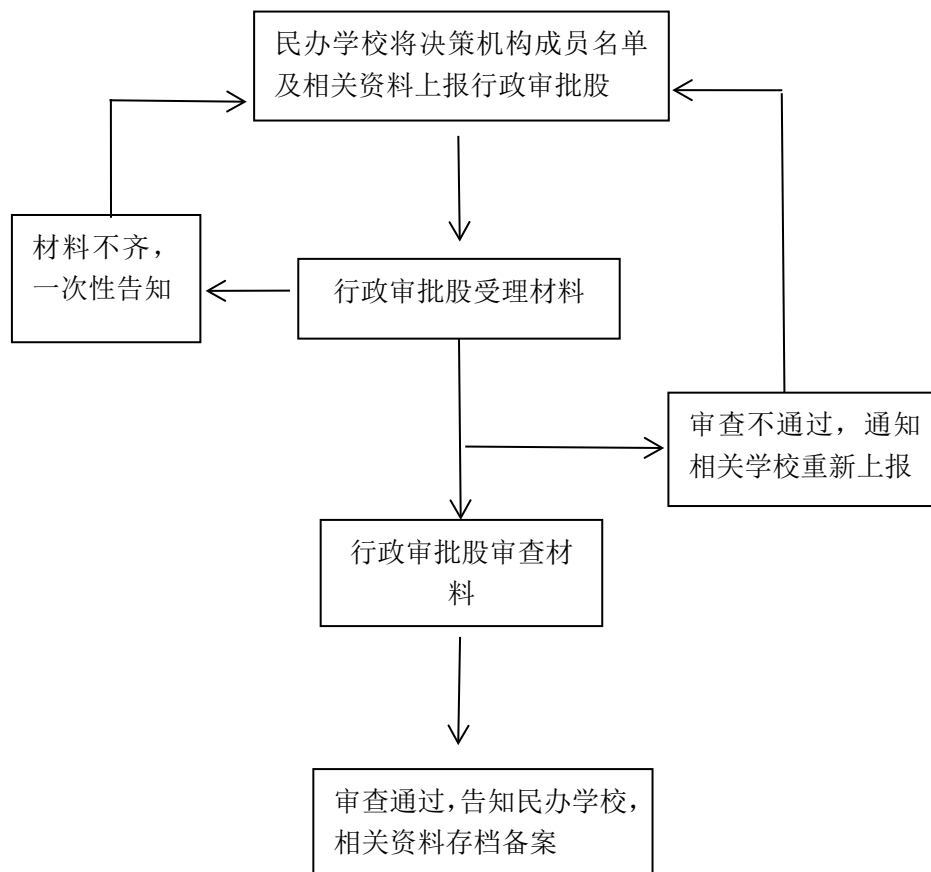 民办学校将决策机构成员名单
及相关资料上报行政审批股
材料不齐，
一次性告知
行政审批股受理材料
审查不通过，通知
相关学校重新上报
行政审批股审查材
料
审查通过，告知民办学校，
相关资料存档备案